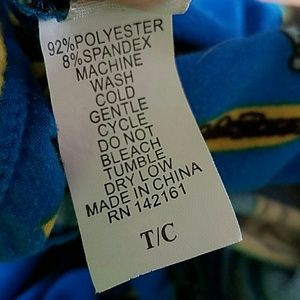 92%POLYESTER
8%SPANDEX
MACHINE
WASH
COLD
GENTLE
CYCLE
DO NOT
BLEACH
TUMBLE
DRY LOW
MADE IN CHINA
RN 142161
T/C